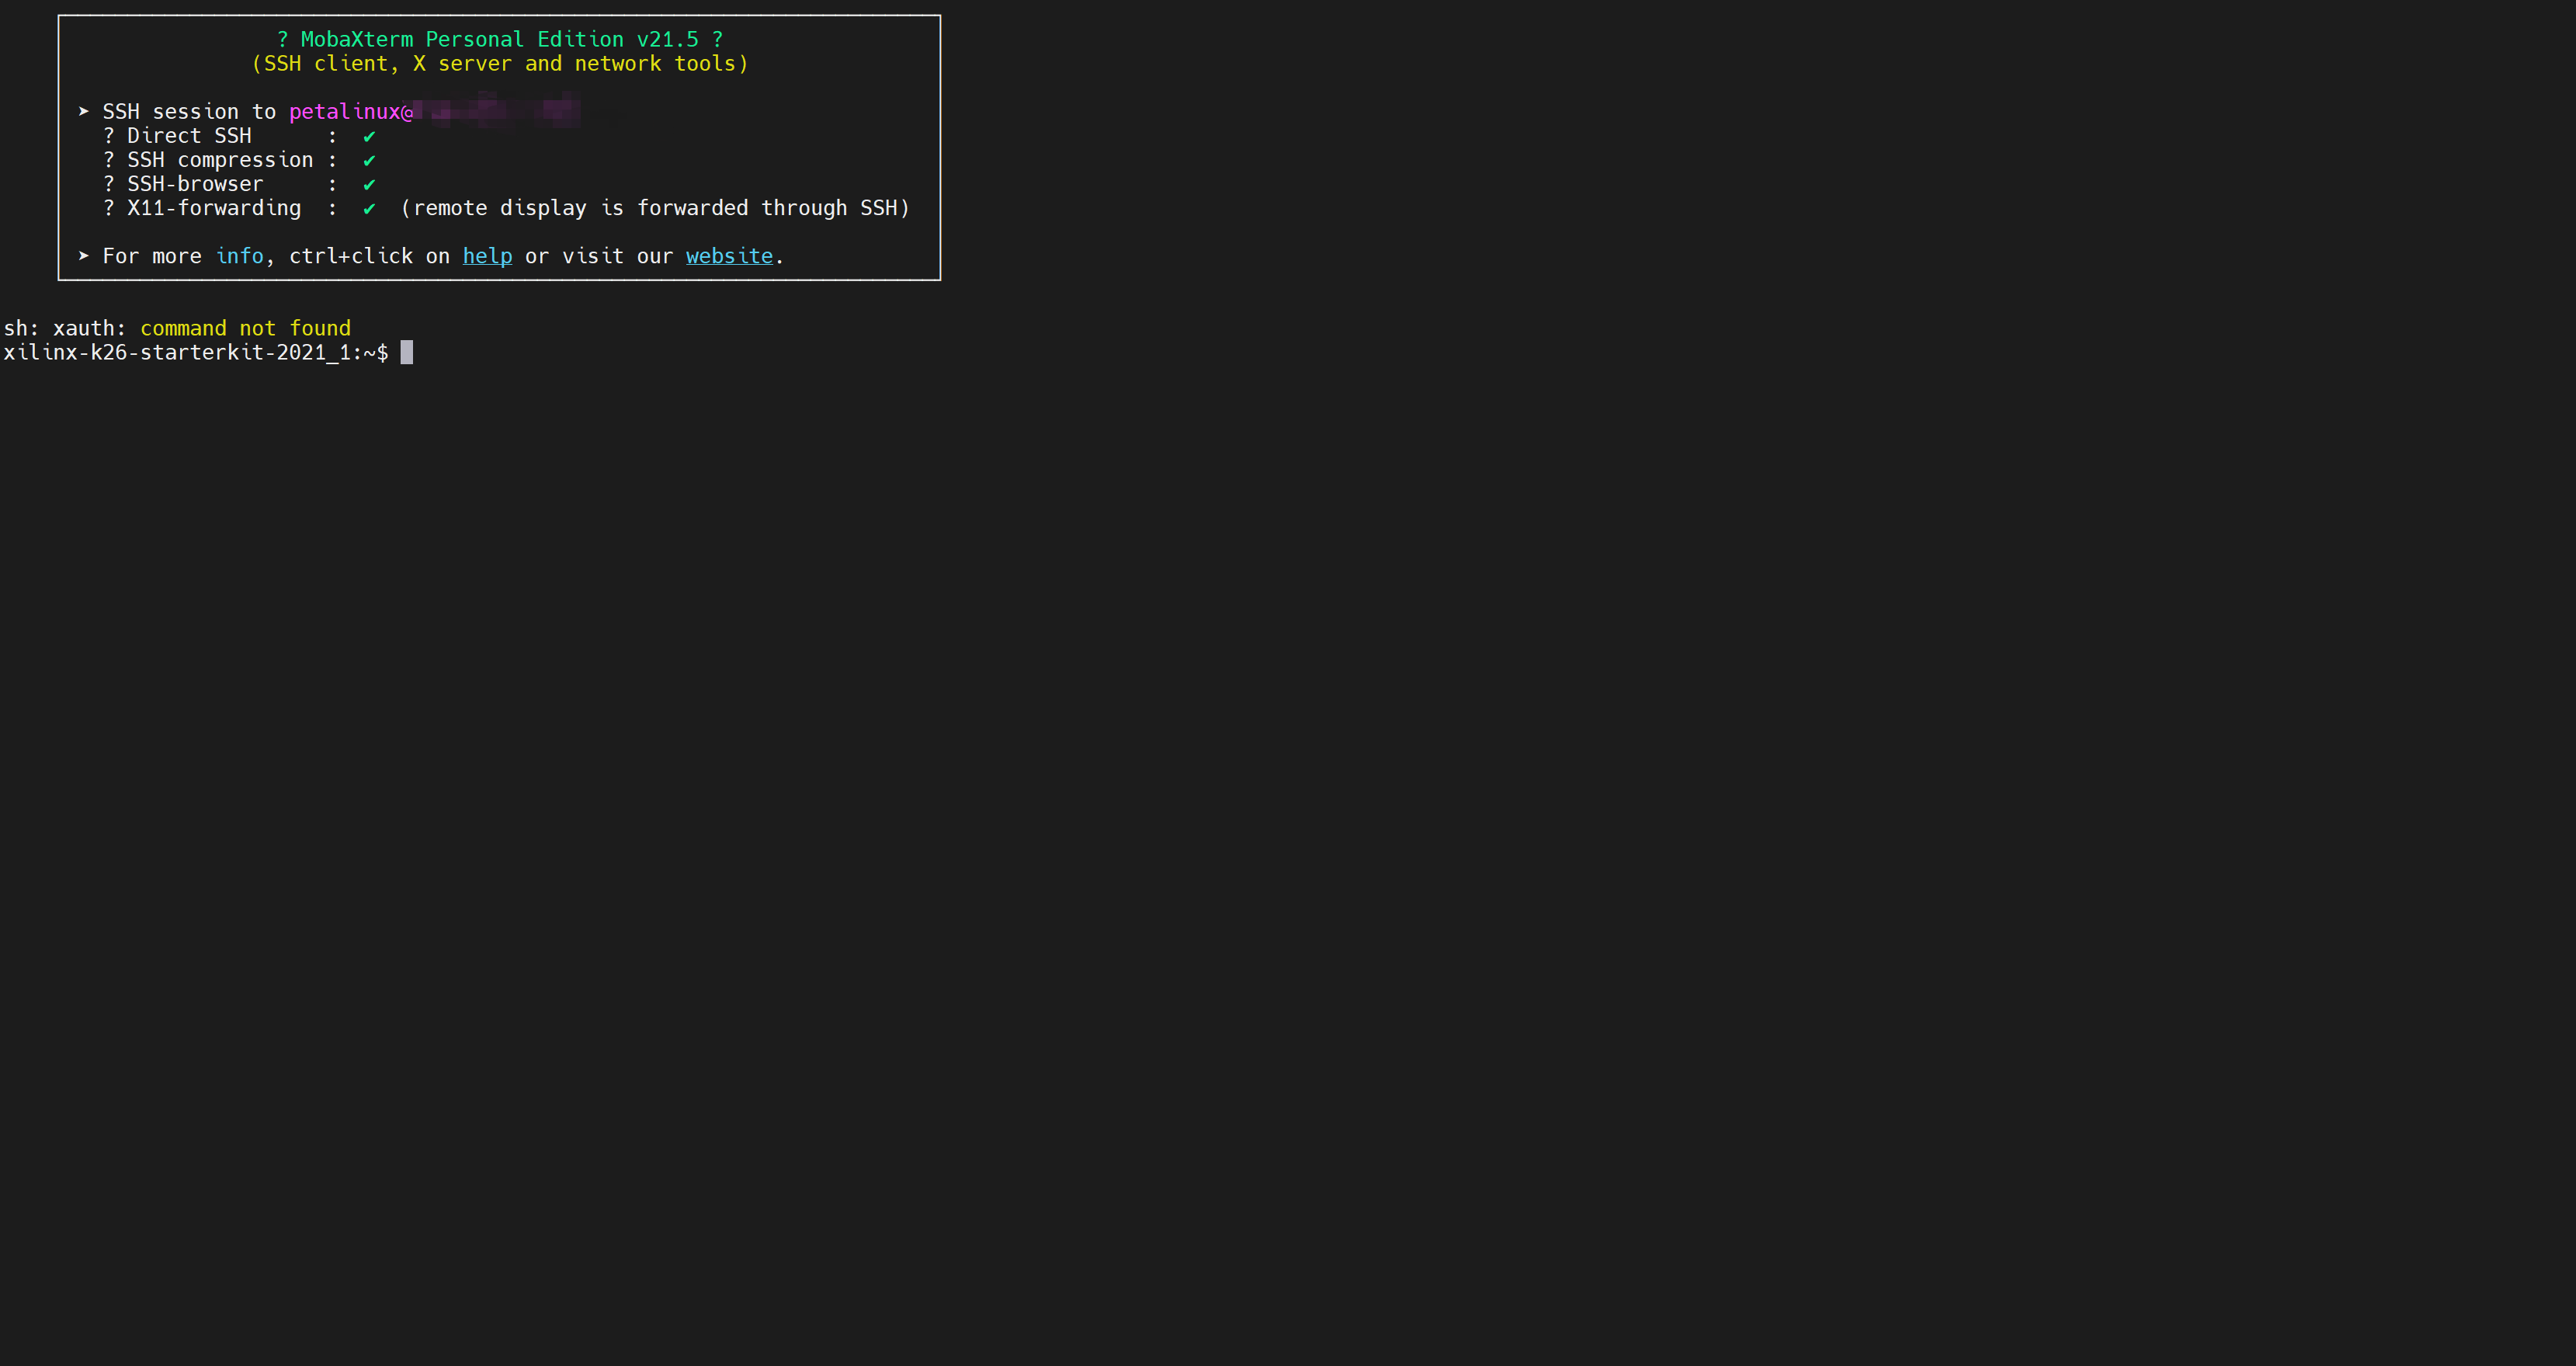 ? MobaXterm Personal Edition v21.5 ?
(SSH client, X server and network tools)
➤ SSH session to petalinux@
? Direct SSH : ✔
? SSH compression : ✔
? SSH-browser : ✔
? X11-forwarding : ✔ (remote display is forwarded through SSH)
➤ For more info, ctrl+click on help or visit our website.
sh: xauth: command not found
xilinx-k26-starterkit-2021_1:~$